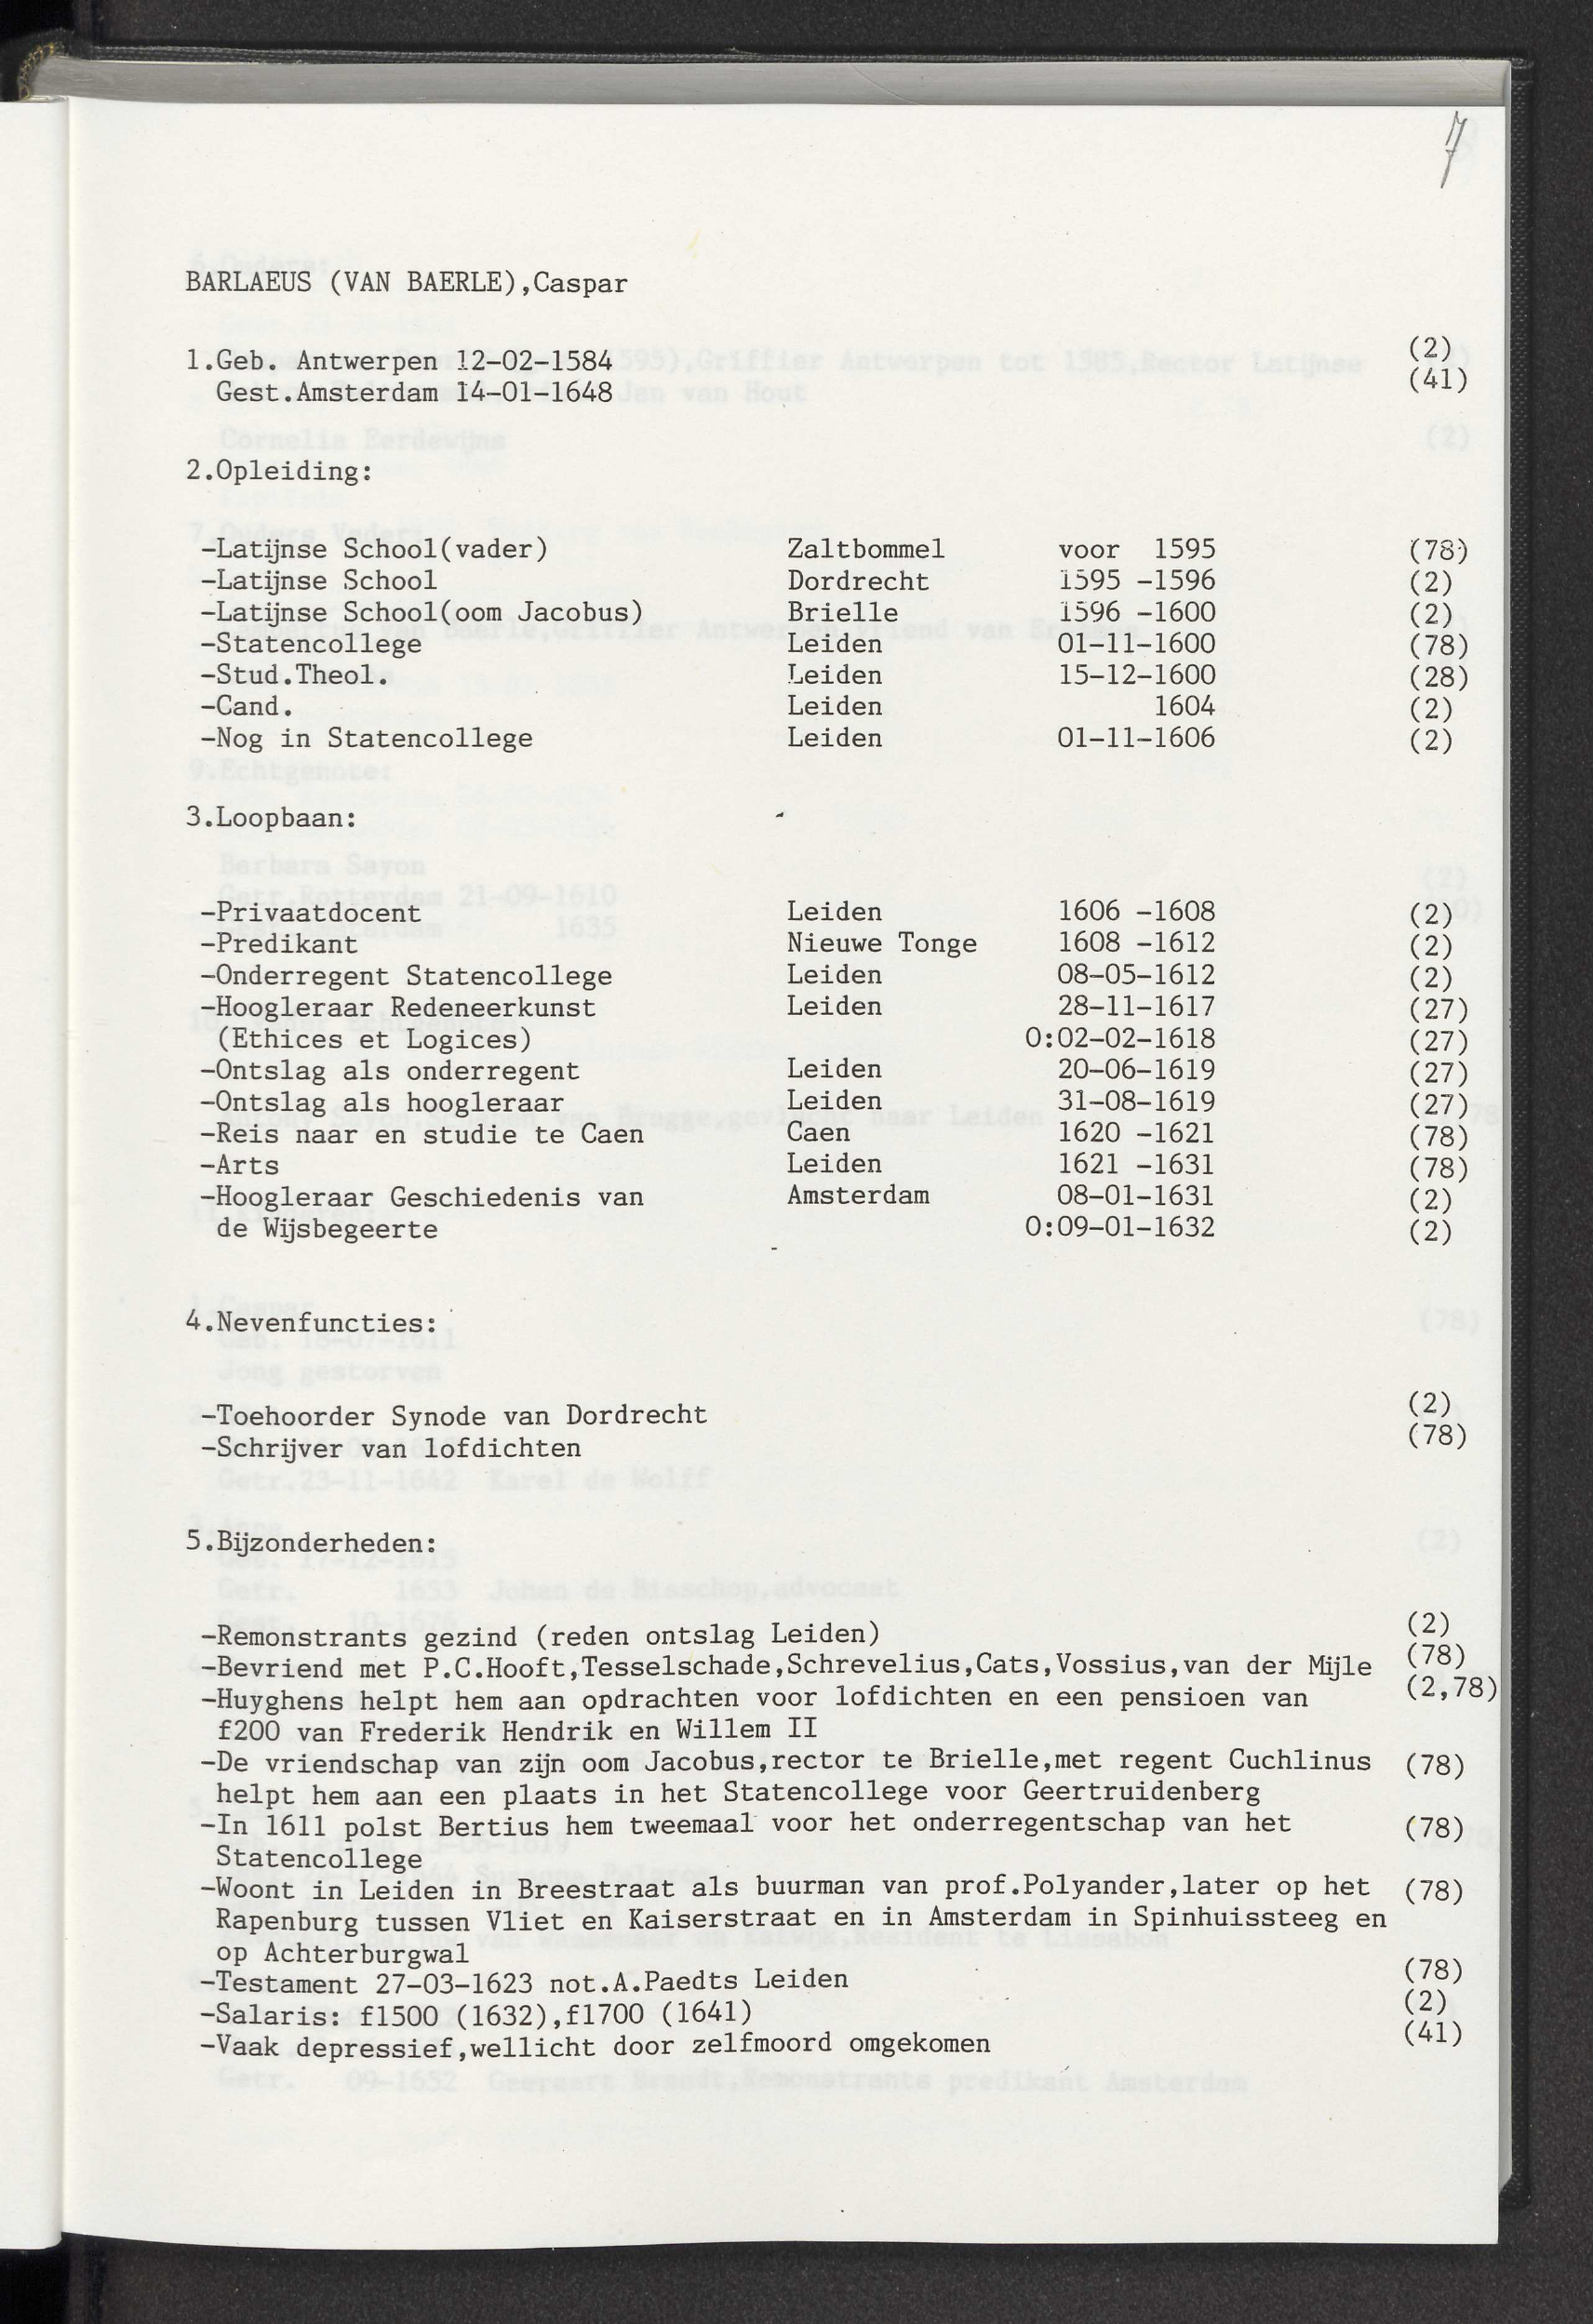 7
BARLAEUS (VAN BAERLE),Caspar
1.Geb. Antwerpen 12-02-1584 (2)
Gest.Amsterdam 14-01-1648 (41)
2.Opleiding:
-Latijnse School(vader) Zaltbommel voor 1595 (78)
-Latijnse School Dordrecht 1595 -1596 (2)
-Latijnse School(oom Jacobus) Brielle 1596 -1600 (2)
-Statencollege Leiden 01-11-1600 (78)
-Stud.Theol. Leiden 15-12-1600 (28)
-Cand. Leiden 1604 (2)
-Nog in Statencollege Leiden 01-11-1606 (2)
3.Loopbaan:
-Privaatdocent Leiden 1606 -1608 (2)
-Predikant Nieuwe Tonge 1608 -1612 (2)
-Onderregent Statencollege Leiden 08-05-1612 (2)
-Hoogleraar Redeneerkunst Leiden 28-11-1617 (27)
(Ethices et Logices) O:02-02-1618 (27)
-Ontslag als onderregent Leiden 20-06-1619 (27)
-Ontslag als hoogleraar Leiden 31-08-1619 (27)
-Reis naar en studie te Caen Caen 1620 -1621 (78)
-Arts Leiden 1621 -1631 (78)
-Hoogleraar Geschiedenis van Amsterdam 08-01-1631 (2)
de Wijsbegeerte O:09-01-1632 (2)
4.Nevenfuncties:
-Toehoorder Synode van Dordrecht (2)
-Schrijver van lofdichten (78)
5.Bijzonderheden:
-Remonstrants gezind (reden ontslag Leiden) (2)
-Bevriend met P.C.Hooft,Tesselschade,Schrevelius,Cats,Vossius,van der Mijle (78)
-Huyghens helpt hem aan opdrachten voor lofdichten en een pensioen van (2,78)
f200 van Frederik Hendrik en Willem II
-De vriendschap van zijn oom Jacobus,rector te Brielle,met regent Cuchlinus (78)
helpt hem aan een plaats in het Statencollege voor Geertruidenberg
-In 1611 polst Bertius hem tweemaal voor het onderregentschap van het (78)
Statencollege
-Woont in Leiden in Breestraat als buurman van prof.Polyander,later op het (78)
Rapenburg tussen Vliet en Kaiserstraat en in Amsterdam in Spinhuissteeg en
op Achterburgwal
-Testament 27-03-1623 not.A.Paedts Leiden (78)
-Salaris: f1500 (1632),f1700 (1641) (2)
-Vaak depressief,wellicht door zelfmoord omgekomen (41)